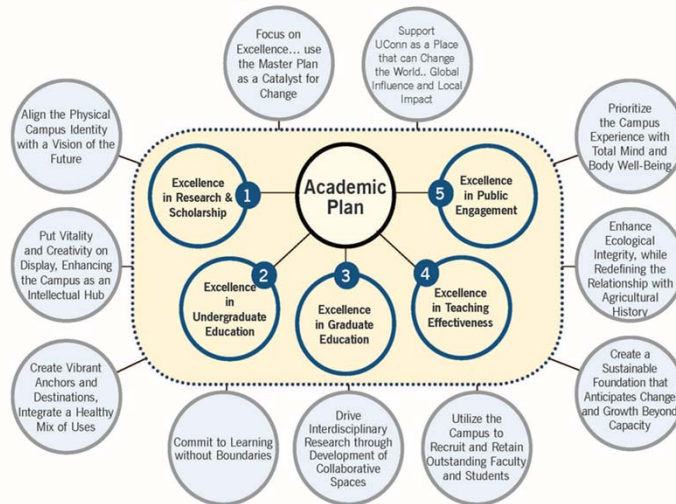 Focus on
Excellence... use
the Master Plan
as a Catalyst for
Change
Support
UConn as a Place
that can Change
the World.. Global
Influence and Local
Impact
Align the Physical
Campus Identity
with a Vision of the
Future
Prioritize
the Campus
Experience with
Total Mind and
Body Well-Being
Excellence
in Research &
Scholarship
1
Academic
Plan
5
Excellence
in Public
Engagement
Put Vitality
and Creativity on
Display, Enhancing
the Campus as an
Intellectual Hub
Enhance
Ecological
Integrity, while
Redefining the
Relationship with
Agricultural
History
2
Excellence
in
Undergraduate
Education
3
Excellence
in Graduate
Education
4
Excellence
in Teaching
Effectiveness
Create Vibrant
Anchors and
Destinations,
Integrate a Healthy
Mix of Uses
Create a
Sustainable
Foundation that
Anticipates Change
and Growth Beyond
Capacity
Commit to Learning
without Boundaries
Drive
Interdisciplinary
Research through
Development of
Collaborative
Spaces
Utilize the
Campus to
Recruit and Retain
Outstanding Faculty
and Students